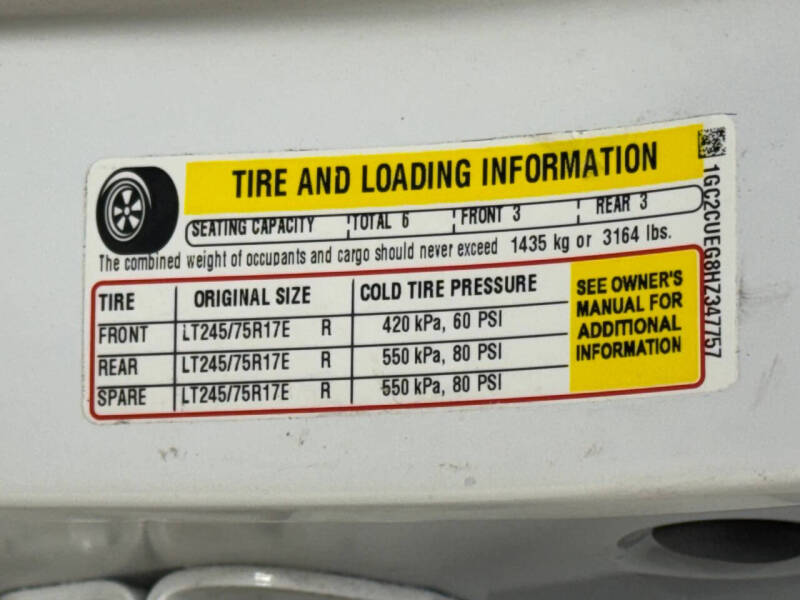 TIRE AND LOADING INFORMATION
SEATING CAPACITY TOTAL 6 FRONT 3 REAR 3
The combined weight of occupants and cargo should never exceed 1435 kg or 3164 lbs.
TIRE ORIGINAL SIZE COLD TIRE PRESSURE
FRONT LT245/75R17E R 420 kPa, 60 PSI
REAR LT245/75R17E R 550 kPa, 80 PSI
SPARE LT245/75R17E R 550 kPa, 80 PSI
SEE OWNER'S
MANUAL FOR
ADDITIONAL
INFORMATION
1GC2CUEG8HZ347757